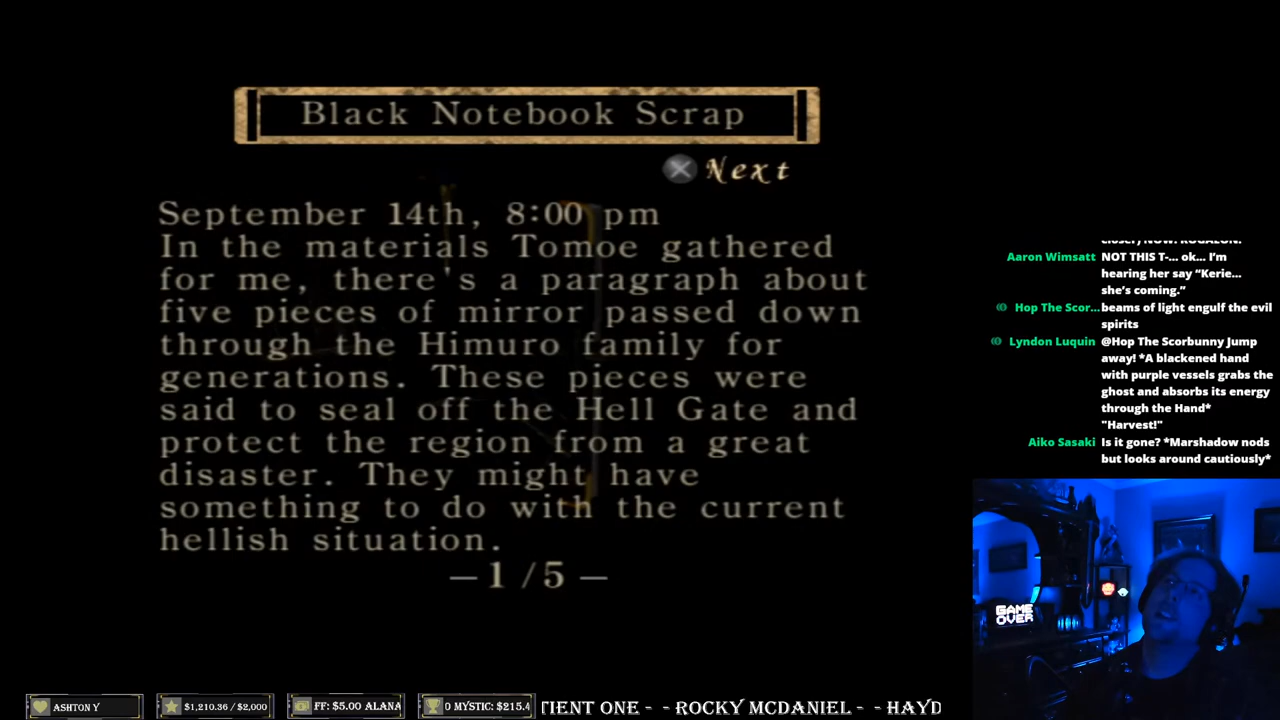 Black Notebook Scrap
Next
September 14th, 8:00 pm
In the materials Tomoe gathered
for me, there's a paragraph about
five pieces of mirror passed down
through the Himuro family for
generations. These pieces were
said to seal off the Hell Gate and
protect the region from a great
disaster. They might have
something to do with the current
hellish situation.
—1/5—
Aaron Wimsatt NOT THIS T-... ok... I’m
hearing her say “Kerie...
she’s coming.”
Hop The Scor... beams of light engulf the evil
spirits
Lyndon Luquin @Hop The Scorbunny Jump
away! *A blackened hand
with purple vessels grabs the
ghost and absorbs its energy
through the Hand*
"Harvest!"
Aiko Sasaki Is it gone? *Marshadow nods
but looks around cautiously*
GAME
OVER
ASHTON Y
$1,210.36 / $2,000
FF: $5.00 ALANA
0 MYSTIC: $215.4
TIENT ONE - - ROCKY MCDANIEL - - HAYD